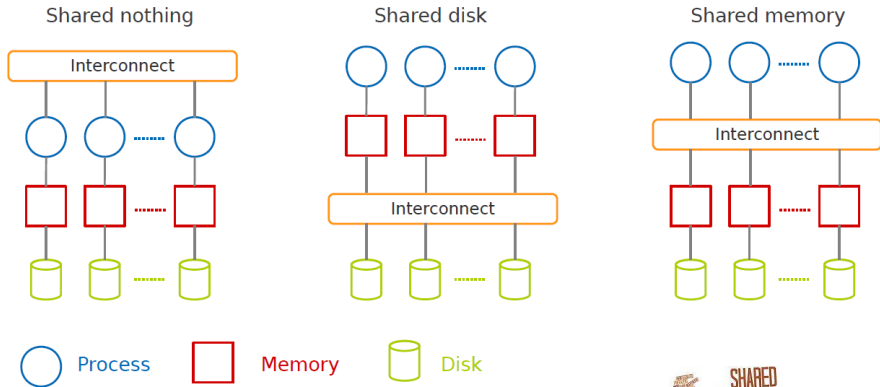 Shared nothing
Shared disk
Shared memory
Interconnect
Interconnect
Interconnect
Process
Memory
Disk
SHARED